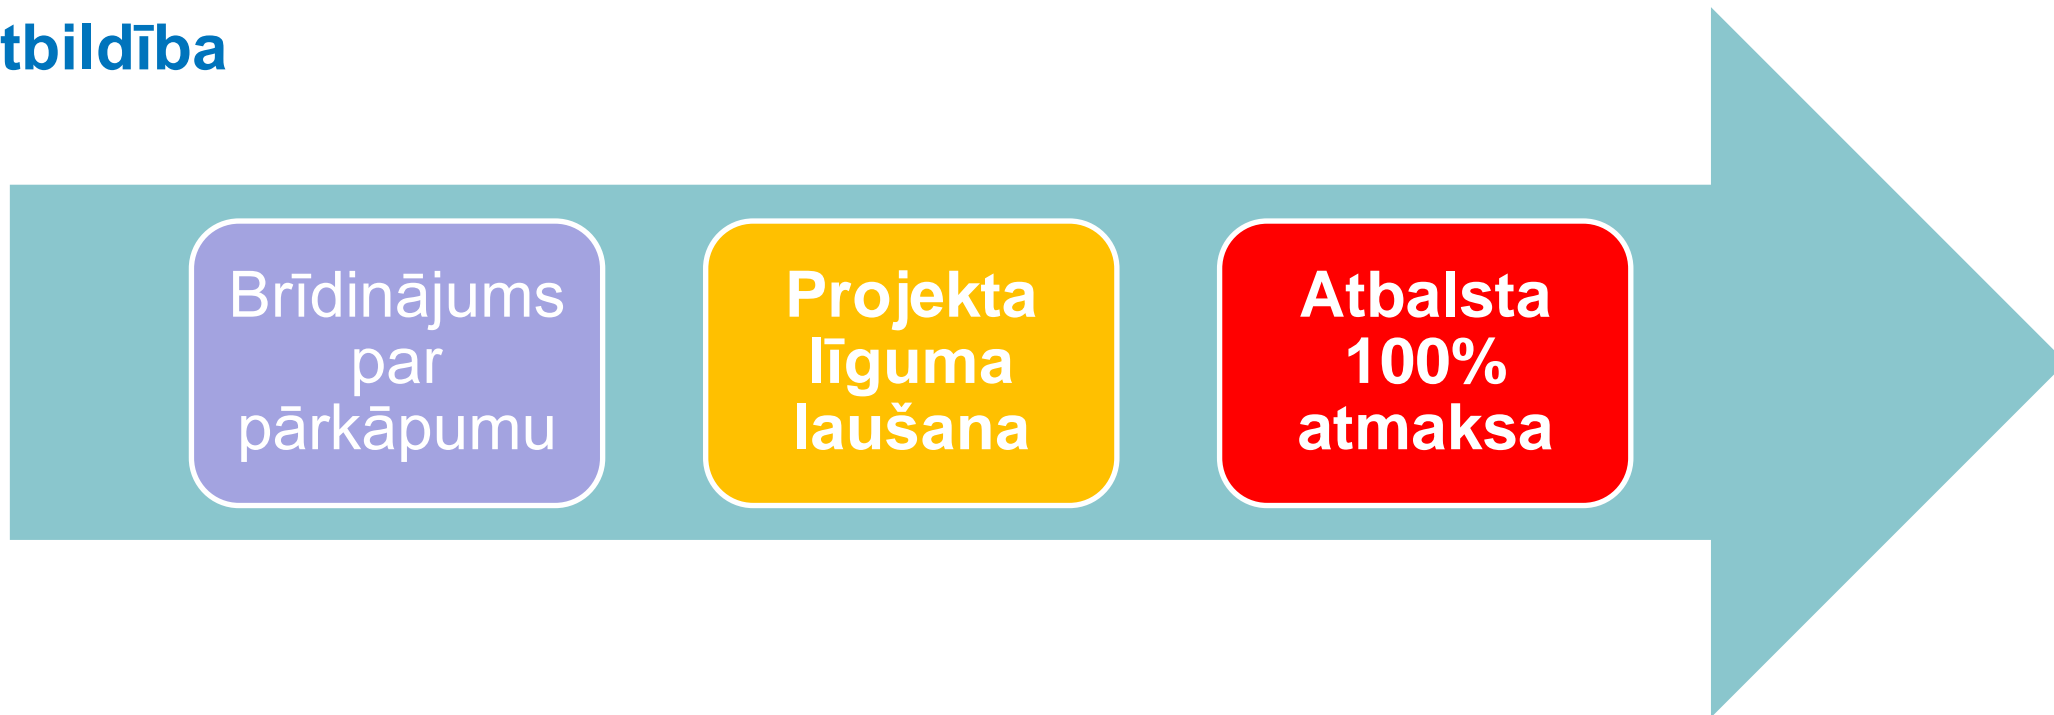 tbildība
Brīdinājums
par
pārkāpumu
Projekta
līguma
laušana
Atbalsta
100%
atmaksa